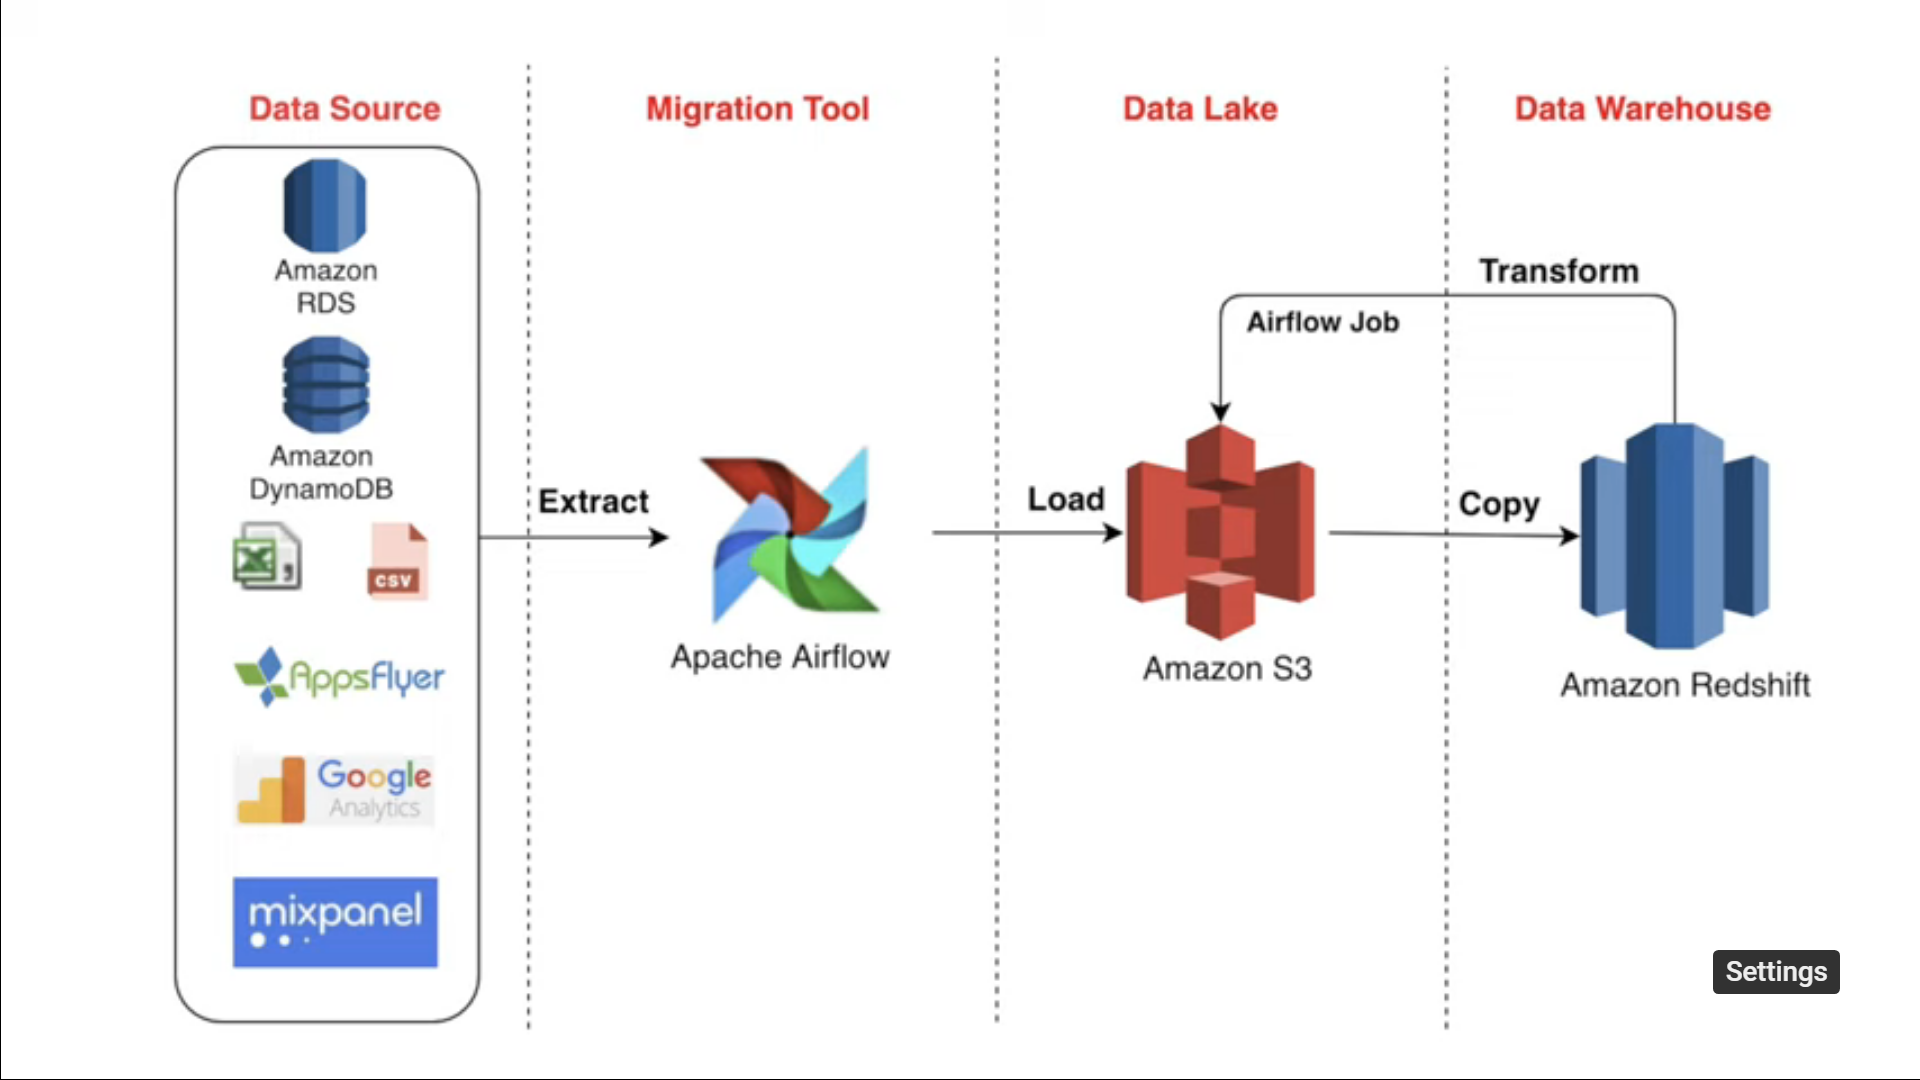 Data Source
Migration Tool
Data Lake
Data Warehouse
Amazon
RDS
Amazon
DynamoDB
CSV
AppsFlyer
Google
Analytics
mixpanel
Extract
Apache Airflow
Load
Amazon S3
Transform
Airflow Job
Copy
Amazon Redshift
Settings